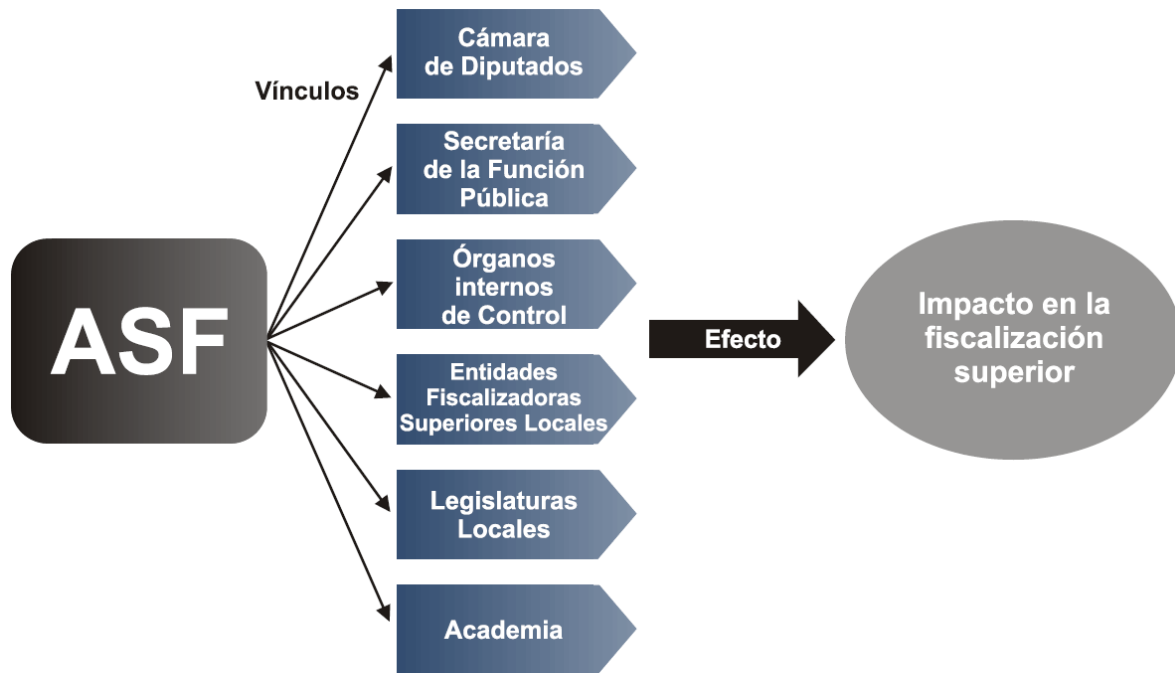 Vínculos
ASF
Cámara
de Diputados
Secretaría
de la Función
Pública
Órganos
internos
de Control
Entidades
Fiscalizadoras
Superiores Locales
Legislaturas
Locales
Academia
Efecto
Impacto en la
fiscalización
superior